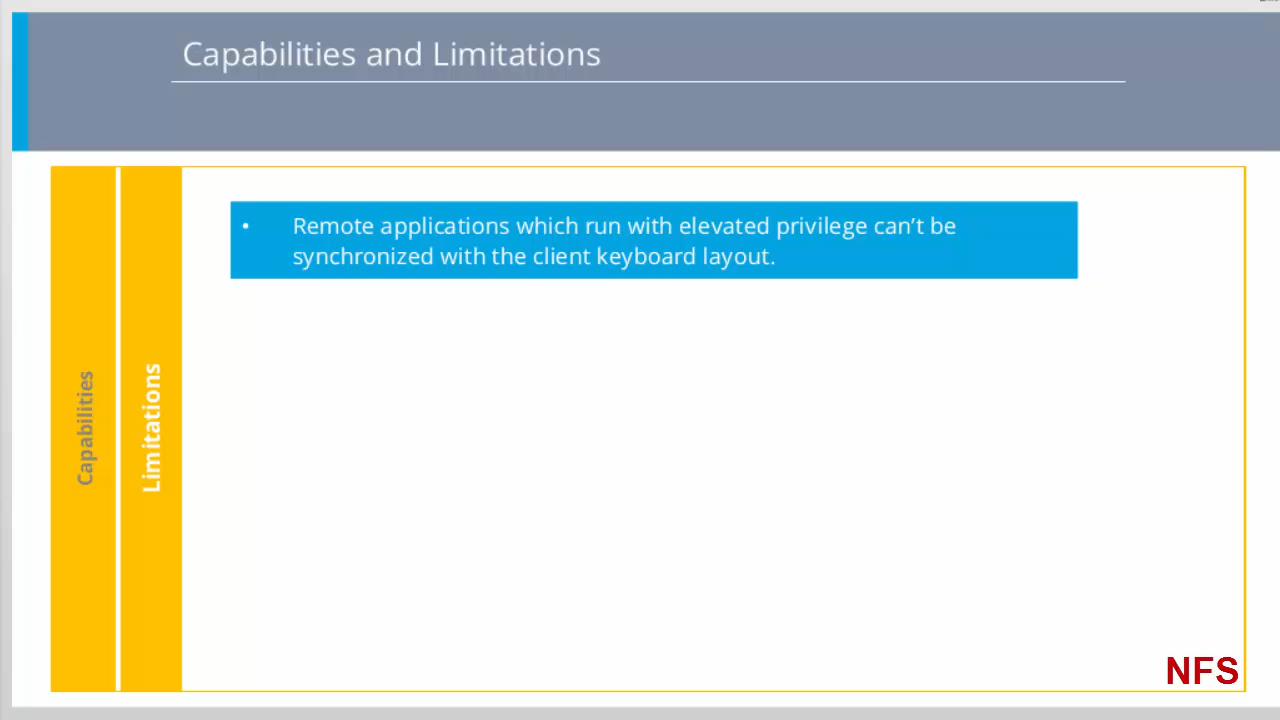 Capabilities and Limitations
Capabilities
Limitations
• Remote applications which run with elevated privilege can’t be
synchronized with the client keyboard layout.
NFS